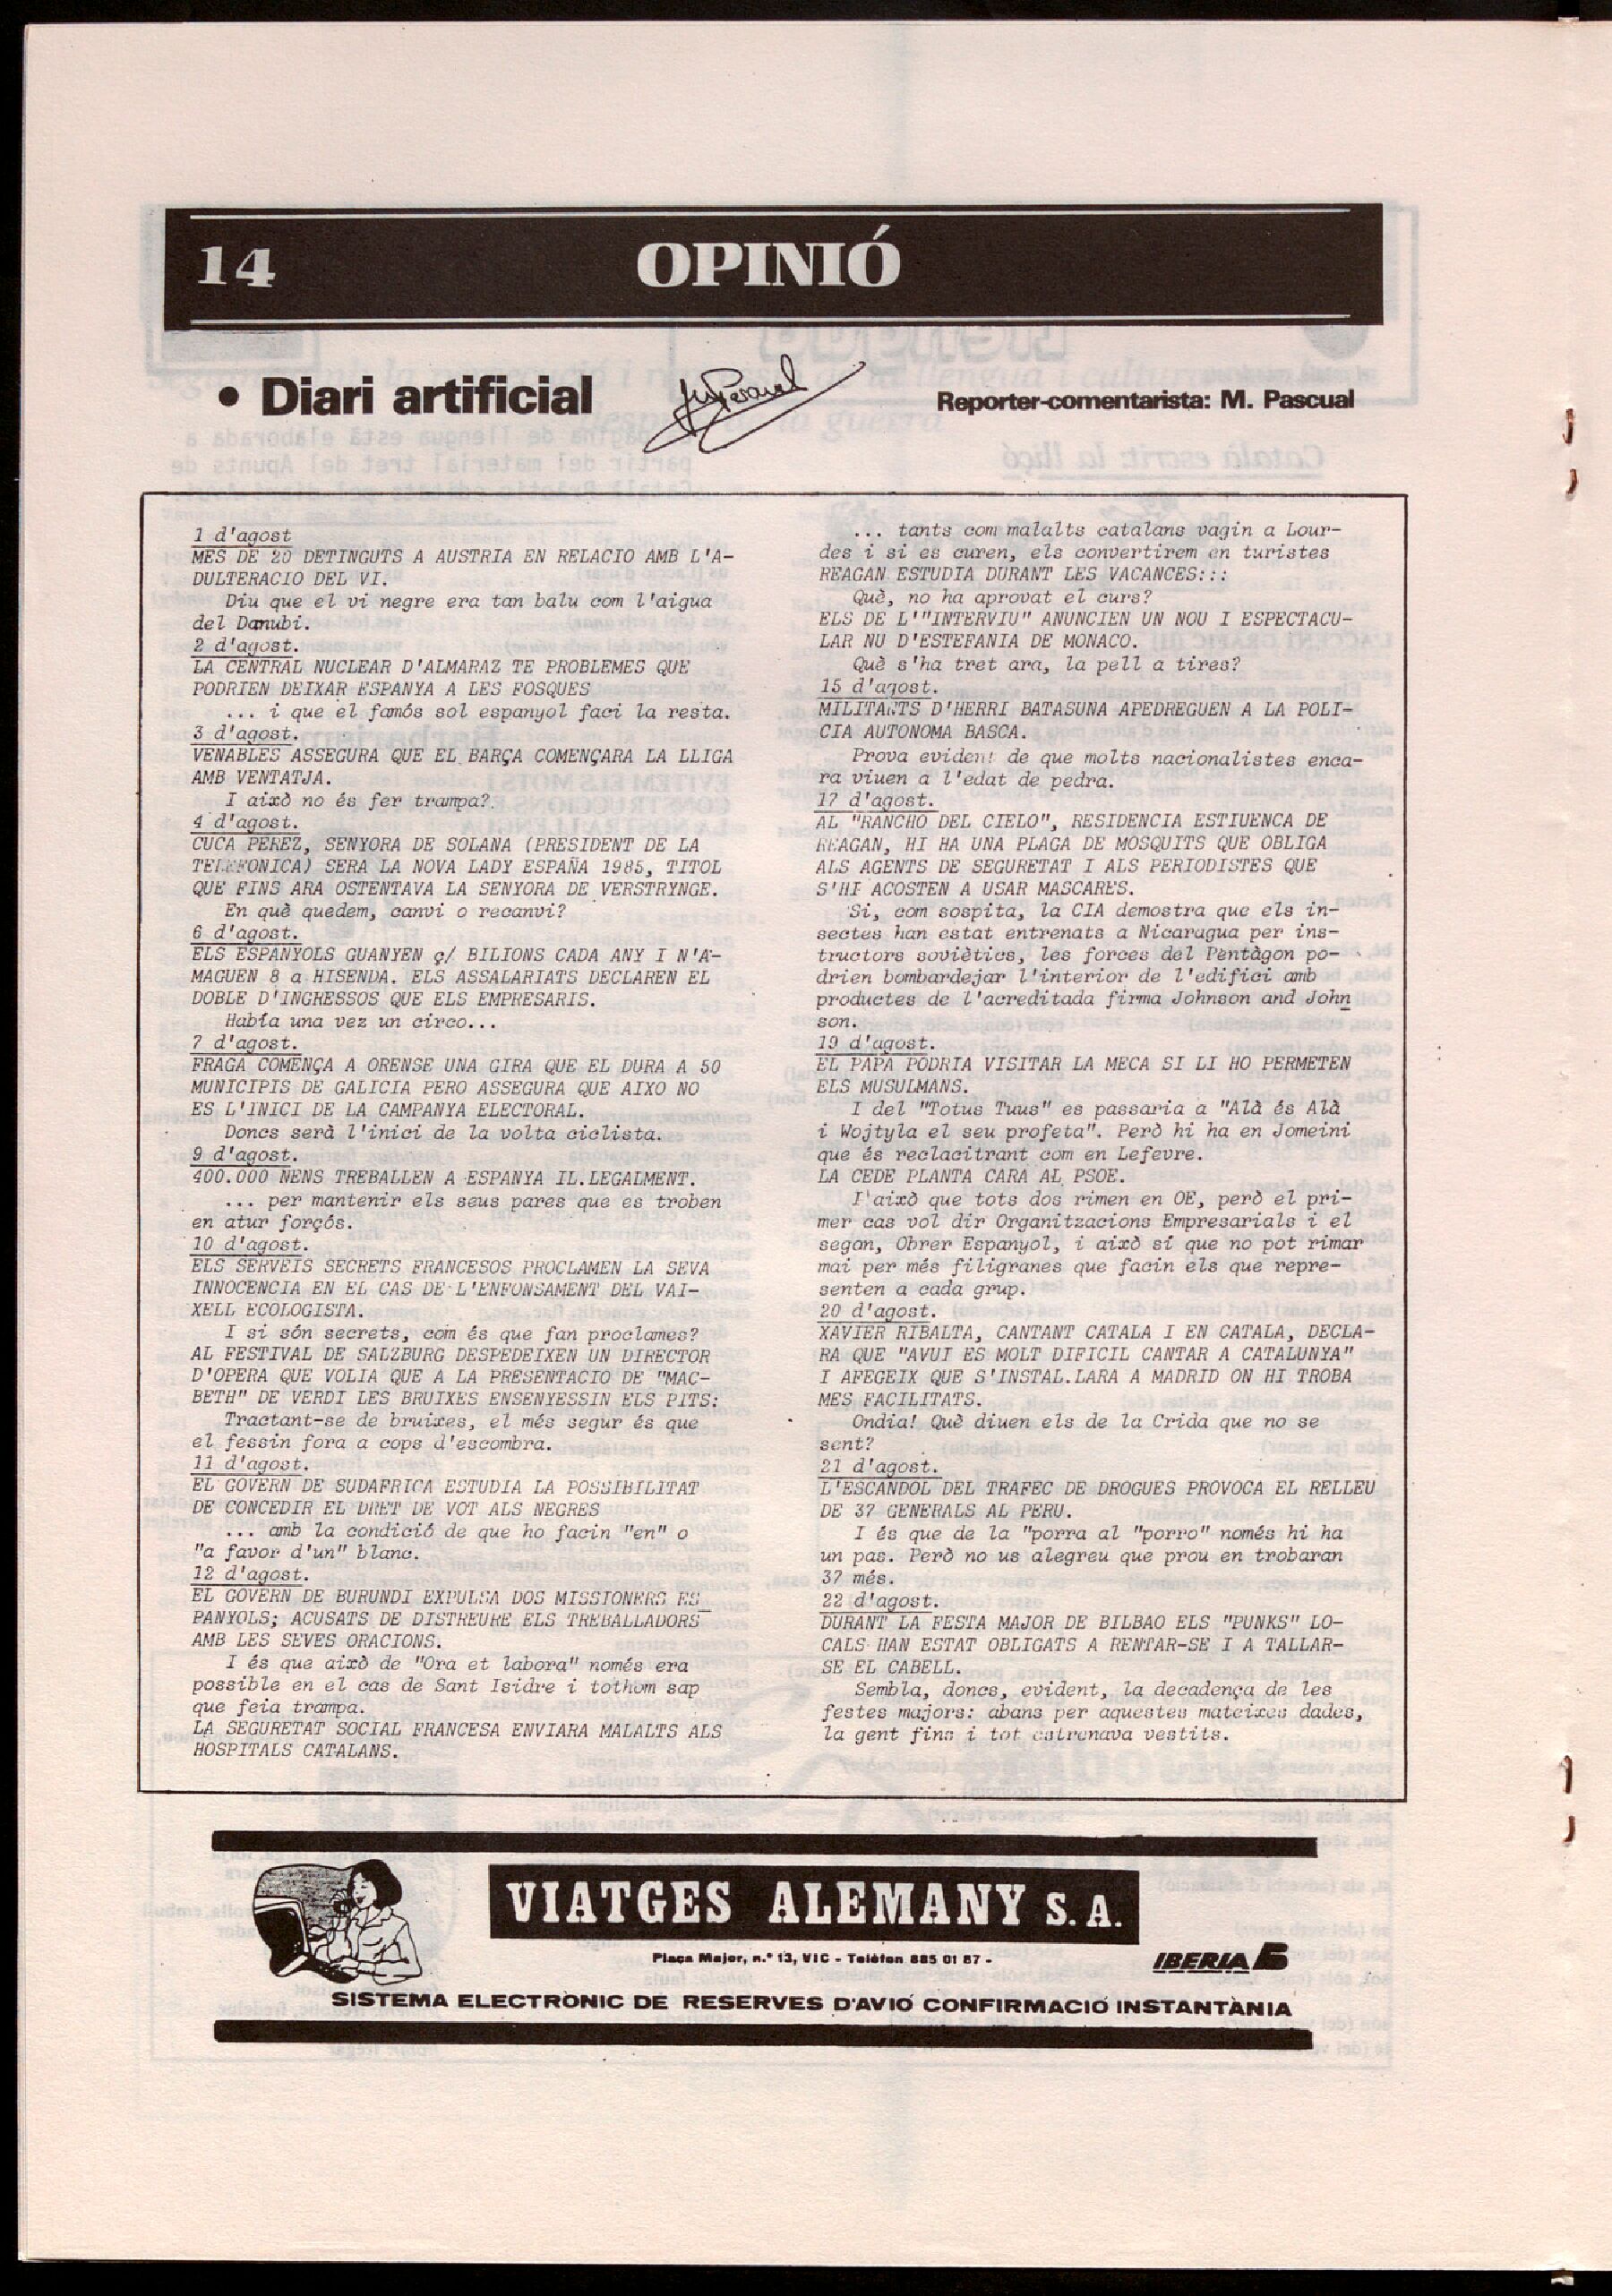 14
OPINIÓ
• Diari artificial
Reporter-comentarista: M. Pascual
1 d'agost
MES DE 20 DETINGUTS A AUSTRIA EN RELACIO AMB L'A-
DULTERACIO DEL VI.
Diu que el vi negre era tan balu com l'aigua
del Danubi.
2 d'agost.
LA CENTRAL NUCLEAR D'ALMARAZ TE PROBLEMES QUE
PODRIEN DEIXAR ESPANYA A LES FOSQUES
... i que el famós sol espanyol faci la resta.
3 d'agost.
VENABLES ASSEGURA QUE EL BARÇA COMENÇARA LA LLIGA
AMB VENTATJA.
I això no és fer trampa?
4 d'agost.
CUCA PEREZ, SENYORA DE SOLANA (PRESIDENT DE LA
TELEFONICA) SERA LA NOVA LADY ESPAÑA 1985, TITOL
QUE FINS ARA OSTENTAVA LA SENYORA DE VERSTRYNGE.
En què quedem, canvi o recanvi?
6 d'agost.
ELS ESPANYOLS GUANYEN ç/ BILIONS CADA ANY I N'A-
MAGUEN 8 a HISENDA. ELS ASSALARIATS DECLAREN EL
DOBLE D'INGRESSOS QUE ELS EMPRESARIS.
Había una vez un circo...
7 d'agost.
FRAGA COMENÇA A ORENSE UNA GIRA QUE EL DURA A 50
MUNICIPIS DE GALICIA PERO ASSEGURA QUE AIXO NO
ES L'INICI DE LA CAMPANYA ELECTORAL.
Doncs serà l'inici de la volta ciclista.
9 d'agost.
400.000 NENS TREBALLEN A ESPANYA IL.LEGALMENT.
... per mantenir els seus pares que es troben
en atur forçós.
10 d'agost.
ELS SERVEIS SECRETS FRANCESOS PROCLAMEN LA SEVA
INNOCENCIA EN EL CAS DE L'ENFONSAMENT DEL VAI-
XELL ECOLOGISTA.
I si són secrets, com és que fan proclames?
AL FESTIVAL DE SALZBURG DESPEDEIXEN UN DIRECTOR
D'OPERA QUE VOLIA QUE A LA PRESENTACIO DE "MAC-
BETH" DE VERDI LES BRUIXES ENSENYESSIN ELS PITS:
Tractant-se de bruixes, el més segur és que
el fessin fora a cops d'escombra.
11 d'agost.
EL GOVERN DE SUDAFRICA ESTUDIA LA POSSIBILITAT
DE CONCEDIR EL DRET DE VOT ALS NEGRES
... amb la condició de que ho facin "en" o
"a favor d'un" blanc.
12 d'agost.
EL GOVERN DE BURUNDI EXPULSA DOS MISSIONERS ES_
PANYOLS; ACUSATS DE DISTREURE ELS TREBALLADORS
AMB LES SEVES ORACIONS.
I és que això de "Ora et labora" només era
possible en el cas de Sant Isidre i tothom sap
que feia trampa.
LA SEGURETAT SOCIAL FRANCESA ENVIARA MALALTS ALS
HOSPITALS CATALANS.
... tants com malalts catalans vagin a Lour-
des i si es curen, els convertirem en turistes
REAGAN ESTUDIA DURANT LES VACANCES:::
Què, no ha aprovat el curs?
ELS DE L'"INTERVIU" ANUNCIEN UN NOU I ESPECTACU-
LAR NU D'ESTEFANIA DE MONACO.
Què s'ha tret ara, la pell a tires?
15 d'agost.
MILITANTS D'HERRI BATASUNA APEDREGUEN A LA POLI-
CIA AUTONOMA BASCA.
Prova evident de que molts nacionalistes enca-
ra viuen a l'edat de pedra.
17 d'agost.
AL "RANCHO DEL CIELO", RESIDENCIA ESTIUENCA DE
REAGAN, HI HA UNA PLAGA DE MOSQUITS QUE OBLIGA
ALS AGENTS DE SEGURETAT I ALS PERIODISTES QUE
S'HI ACOSTEN A USAR MASCARES.
Si, com sospita, la CIA demostra que els in-
sectes han estat entrenats a Nicaragua per ins-
tructors soviètics, les forces del Pentàgon po-
drien bombardejar l'interior de l'edifici amb
productes de l'acreditada firma Johnson and John
son.
19 d'agost.
EL PAPA PODRIA VISITAR LA MECA SI LI HO PERMETEN
ELS MUSULMANS.
I del "Totus Tuus" es passaria a "Alà és Alà
i Wojtyla el seu profeta". Però hi ha en Jomeini
que és reclacitrant com en Lefevre.
LA CEDE PLANTA CARA AL PSOE.
I això que tots dos rimen en OE, però el pri-
mer cas vol dir Organitzacions Empresarials i el
segon, Obrer Espanyol, i això sí que no pot rimar
mai per més filigranes que facin els que repre-
senten a cada grup.
20 d'agost.
XAVIER RIBALTA, CANTANT CATALA I EN CATALA, DECLA-
RA QUE "AVUI ES MOLT DIFICIL CANTAR A CATALUNYA"
I AFEGEIX QUE S'INSTAL.LARA A MADRID ON HI TROBA
MES FACILITATS.
Ondia! Què diuen els de la Crida que no se
sent?
21 d'agost.
L'ESCANDOL DEL TRAFEC DE DROGUES PROVOCA EL RELLEU
DE 37 GENERALS AL PERU.
I és que de la "porra al "porro" només hi ha
un pas. Però no us alegreu que prou en trobaran
37 més.
22 d'agost.
DURANT LA FESTA MAJOR DE BILBAO ELS "PUNKS" LO-
CALS HAN ESTAT OBLIGATS A RENTAR-SE I A TALLAR-
SE EL CABELL.
Sembla, doncs, evident, la decadença de les
festes majors: abans per aquestes mateixes dades,
la gent fins i tot estrenava vestits.
VIATGES ALEMANY S.A.
Plaça Major, n.º 13, VIC - Telèfon 885 01 87 -
IBERIA
SISTEMA ELECTRÒNIC DE RESERVES D'AVIÓ CONFIRMACIÓ INSTANTÀNIA